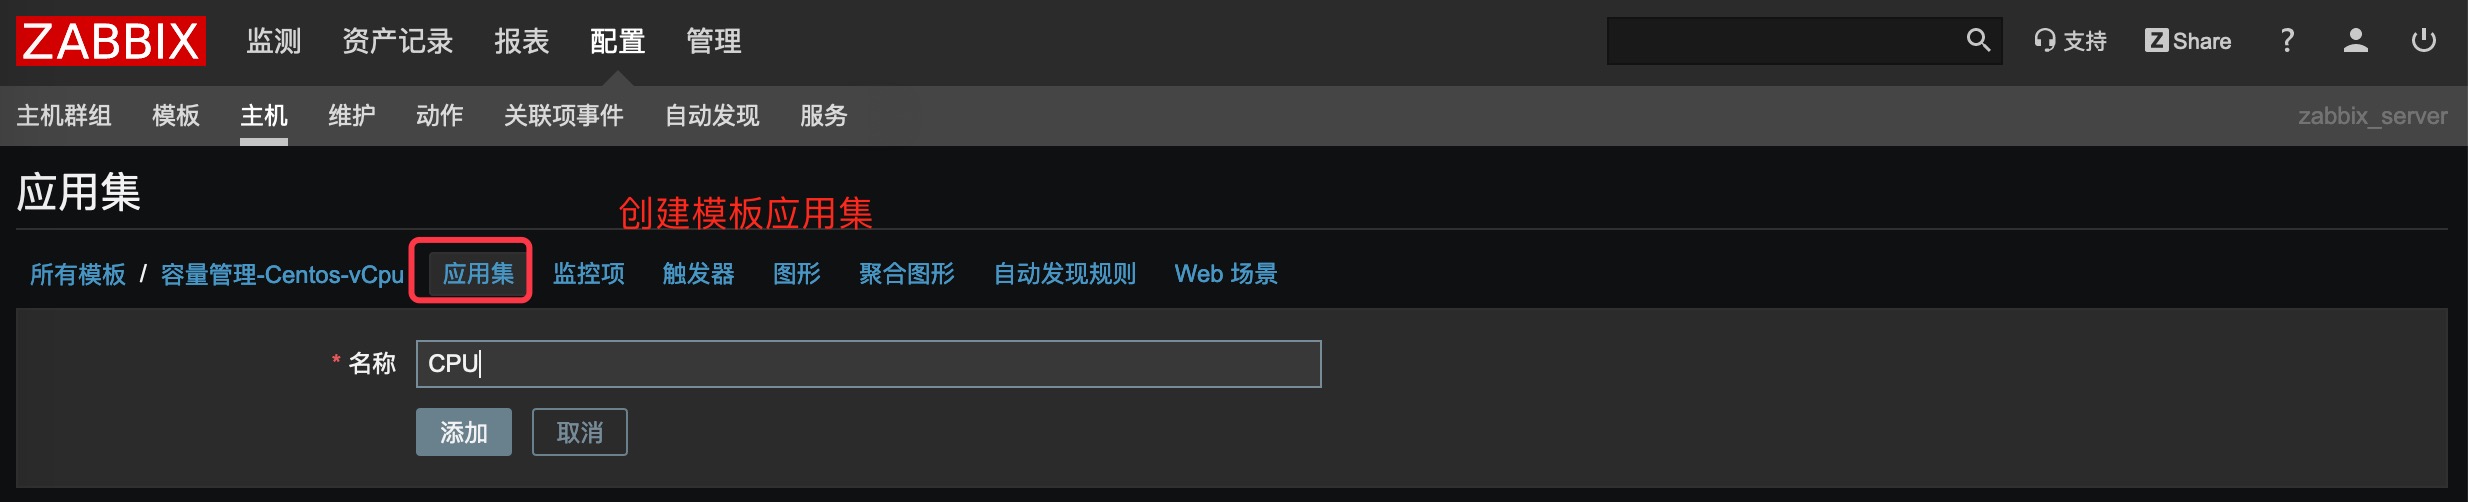 ZABBIX 监测 资产记录 报表 配置 管理 支持 Z Share ?
主机群组 模板 主机 维护 动作 关联项事件 自动发现 服务 zabbix_server
应用集
创建模板应用集
所有模板 / 容量管理-Centos-vCpu 应用集 监控项 触发器 图形 聚合图形 自动发现规则 Web 场景
* 名称 CPU
添加 取消